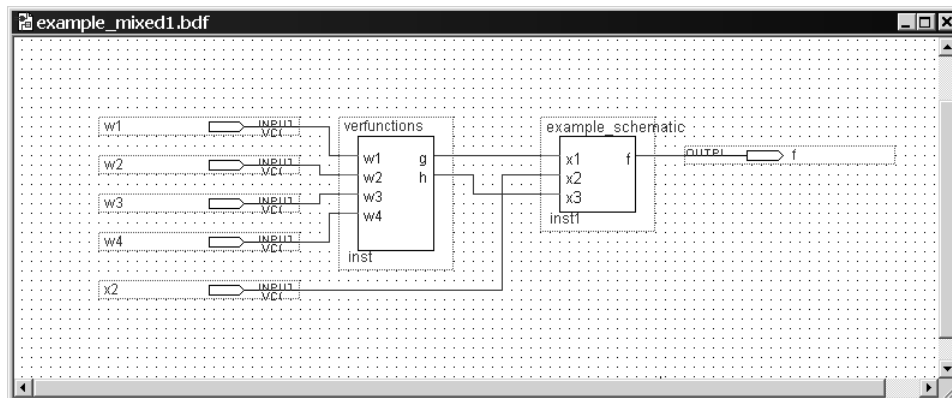 example_mixed1.bdf
verfunctions
example_schematic
w1
w1 g
x1 f
f
w2
w2 h
x2
w3
w3
x3
w4
w4
inst1
inst
x2